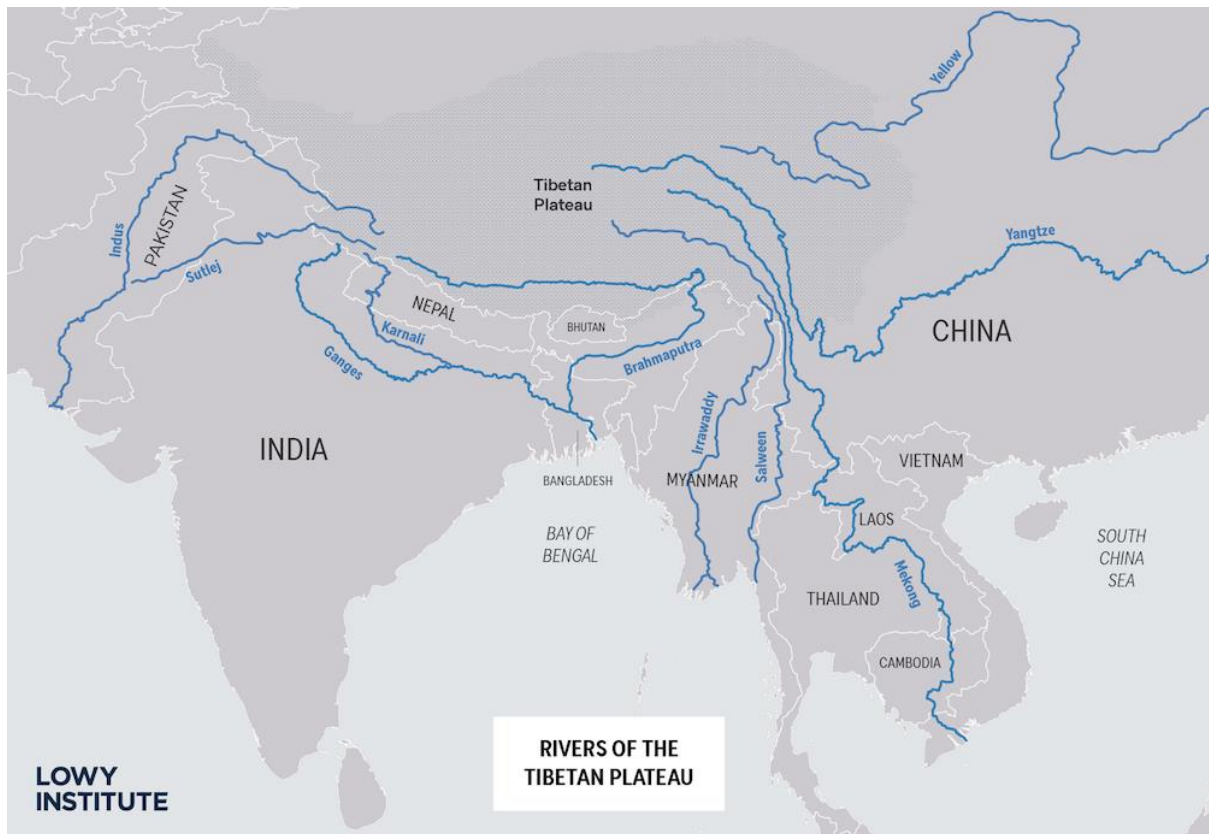 Yellow
Tibetan
Plateau
Indus
PAKISTAN
Sutlej
Yangtze
NEPAL
BHUTAN
CHINA
Karnali
Ganges
Brahmaputra
Irrawaddy
Salween
INDIA
MYANMAR
VIETNAM
BANGLADESH
LAOS
BAY OF
BENGAL
SOUTH
CHINA
SEA
Mekong
THAILAND
CAMBODIA
RIVERS OF THE
TIBETAN PLATEAU
LOWY
INSTITUTE